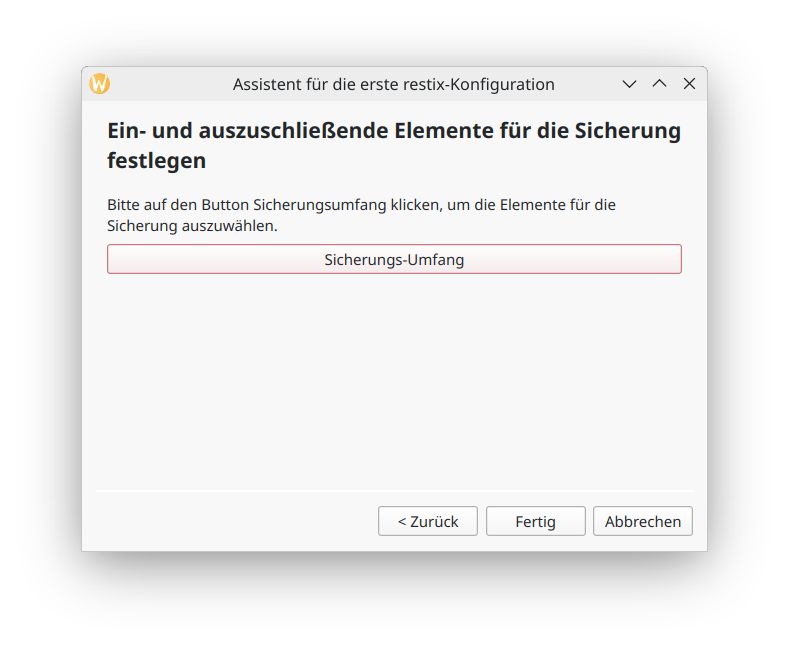 W
Assistent für die erste restix-Konfiguration
Ein- und auszuschließende Elemente für die Sicherung
festlegen
Bitte auf den Button Sicherungsumfang klicken, um die Elemente für die
Sicherung auszuwählen.
Sicherungs-Umfang
< Zurück
Fertig
Abbrechen